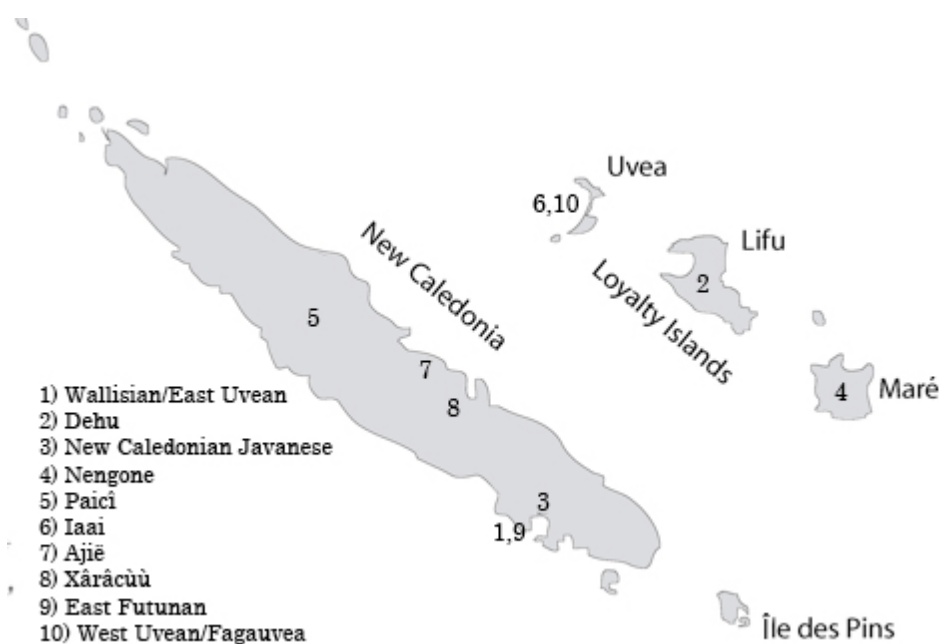 Uvea
6,10
Lifu
New Caledonia
2
Loyalty Islands
5
7
Maré
4
8
1) Wallisian/East Uvean
2) Dehu
3) New Caledonian Javanese
4) Nengone
5) Paicî
6) Iaai
7) Ajië
8) Xârâcùù
9) East Futunan
10) West Uvean/Fagauvea
3
1,9
Île des Pins